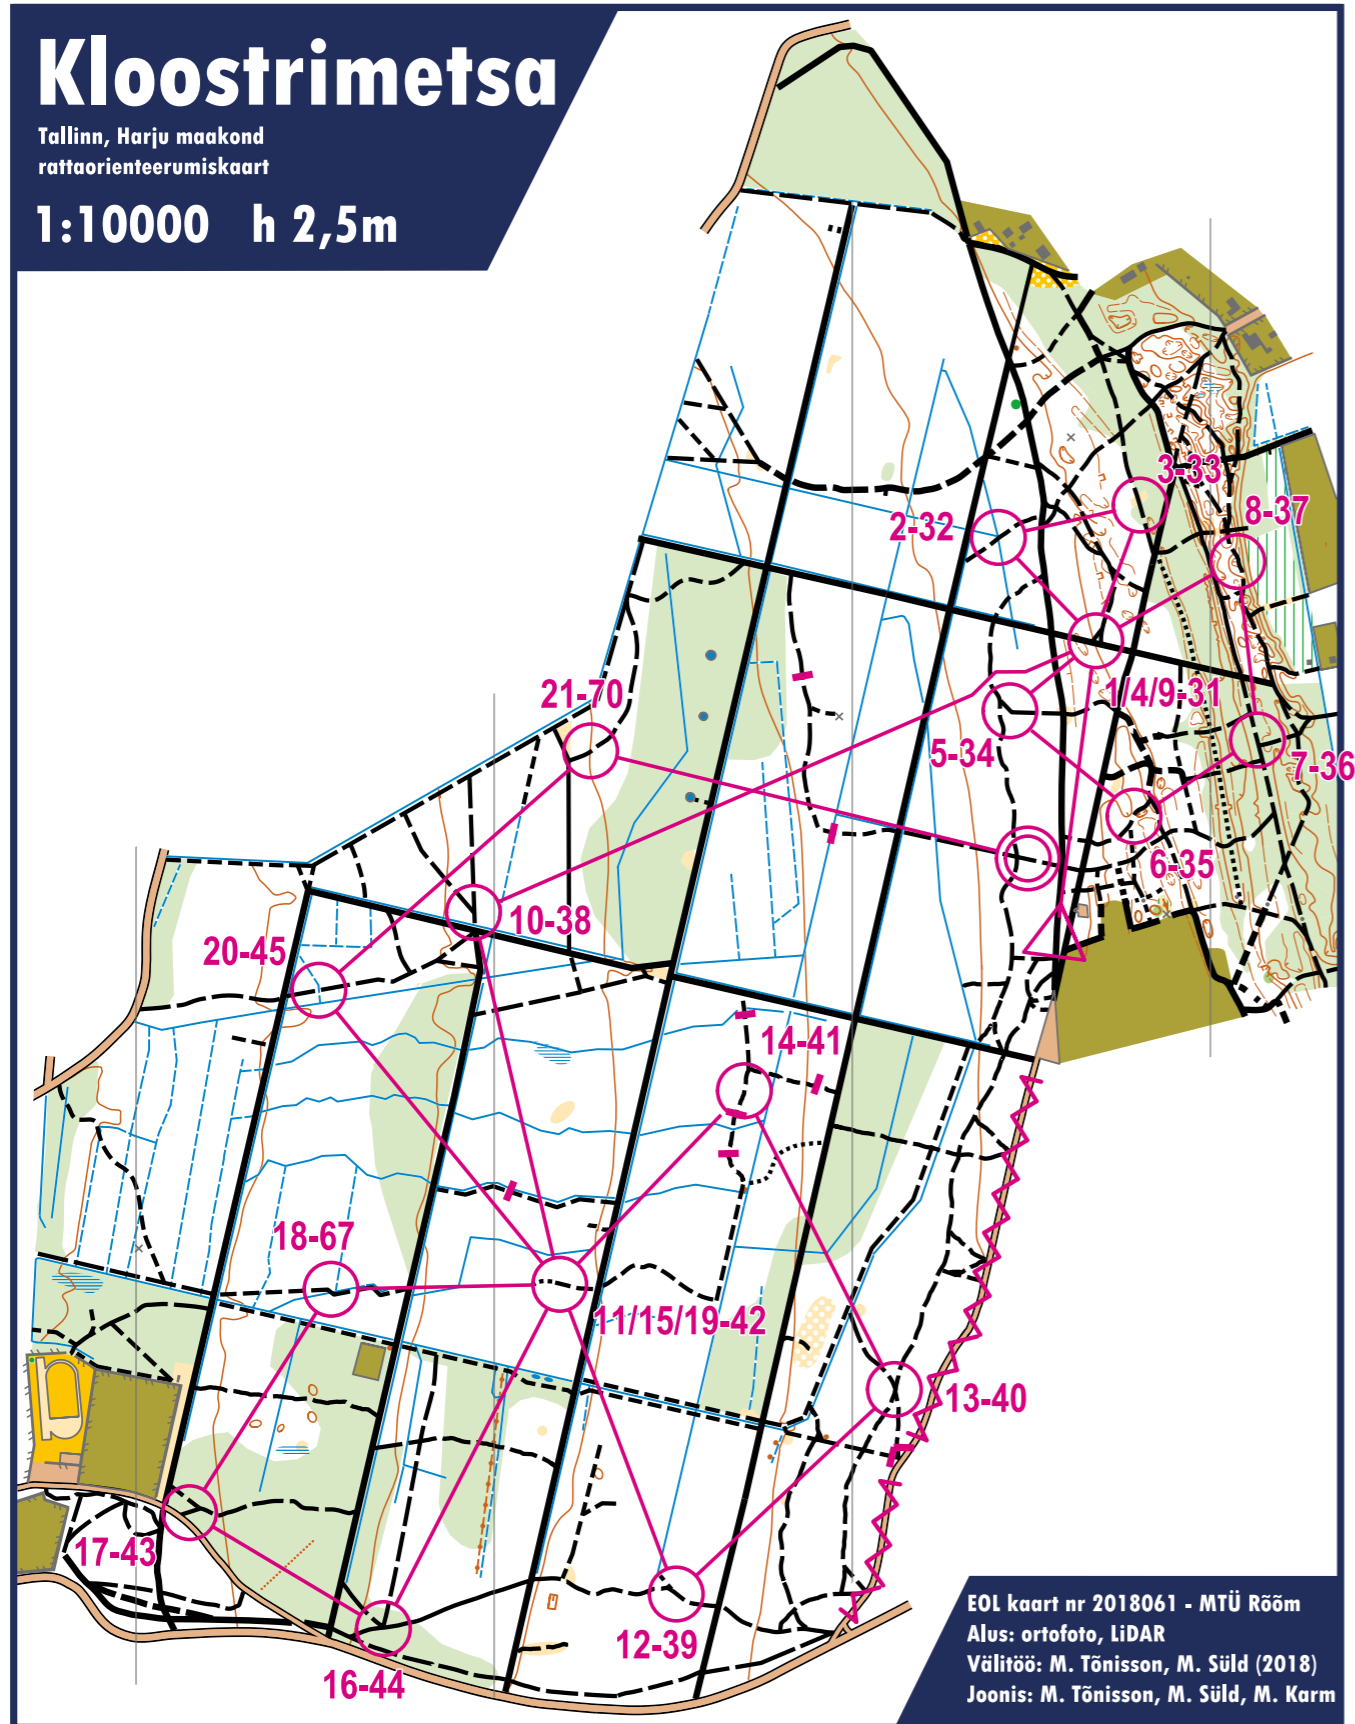 Kloostrimetsa
Tallinn, Harju maakond
rattaorienteerumiskaart
1:10000 h 2,5m
3-33
8-37
2-32
21-70
1/4/9-31
5-34
7-36
6-35
10-38
20-45
14-41
18-67
11/15/19-42
13-40
17-43
12-39
16-44
EOL kaart nr 2018061 - MTÜ Rõõm
Alus: ortofoto, LiDAR
Välitöö: M. Tõnisson, M. Süld (2018)
Joonis: M. Tõnisson, M. Süld, M. Karm